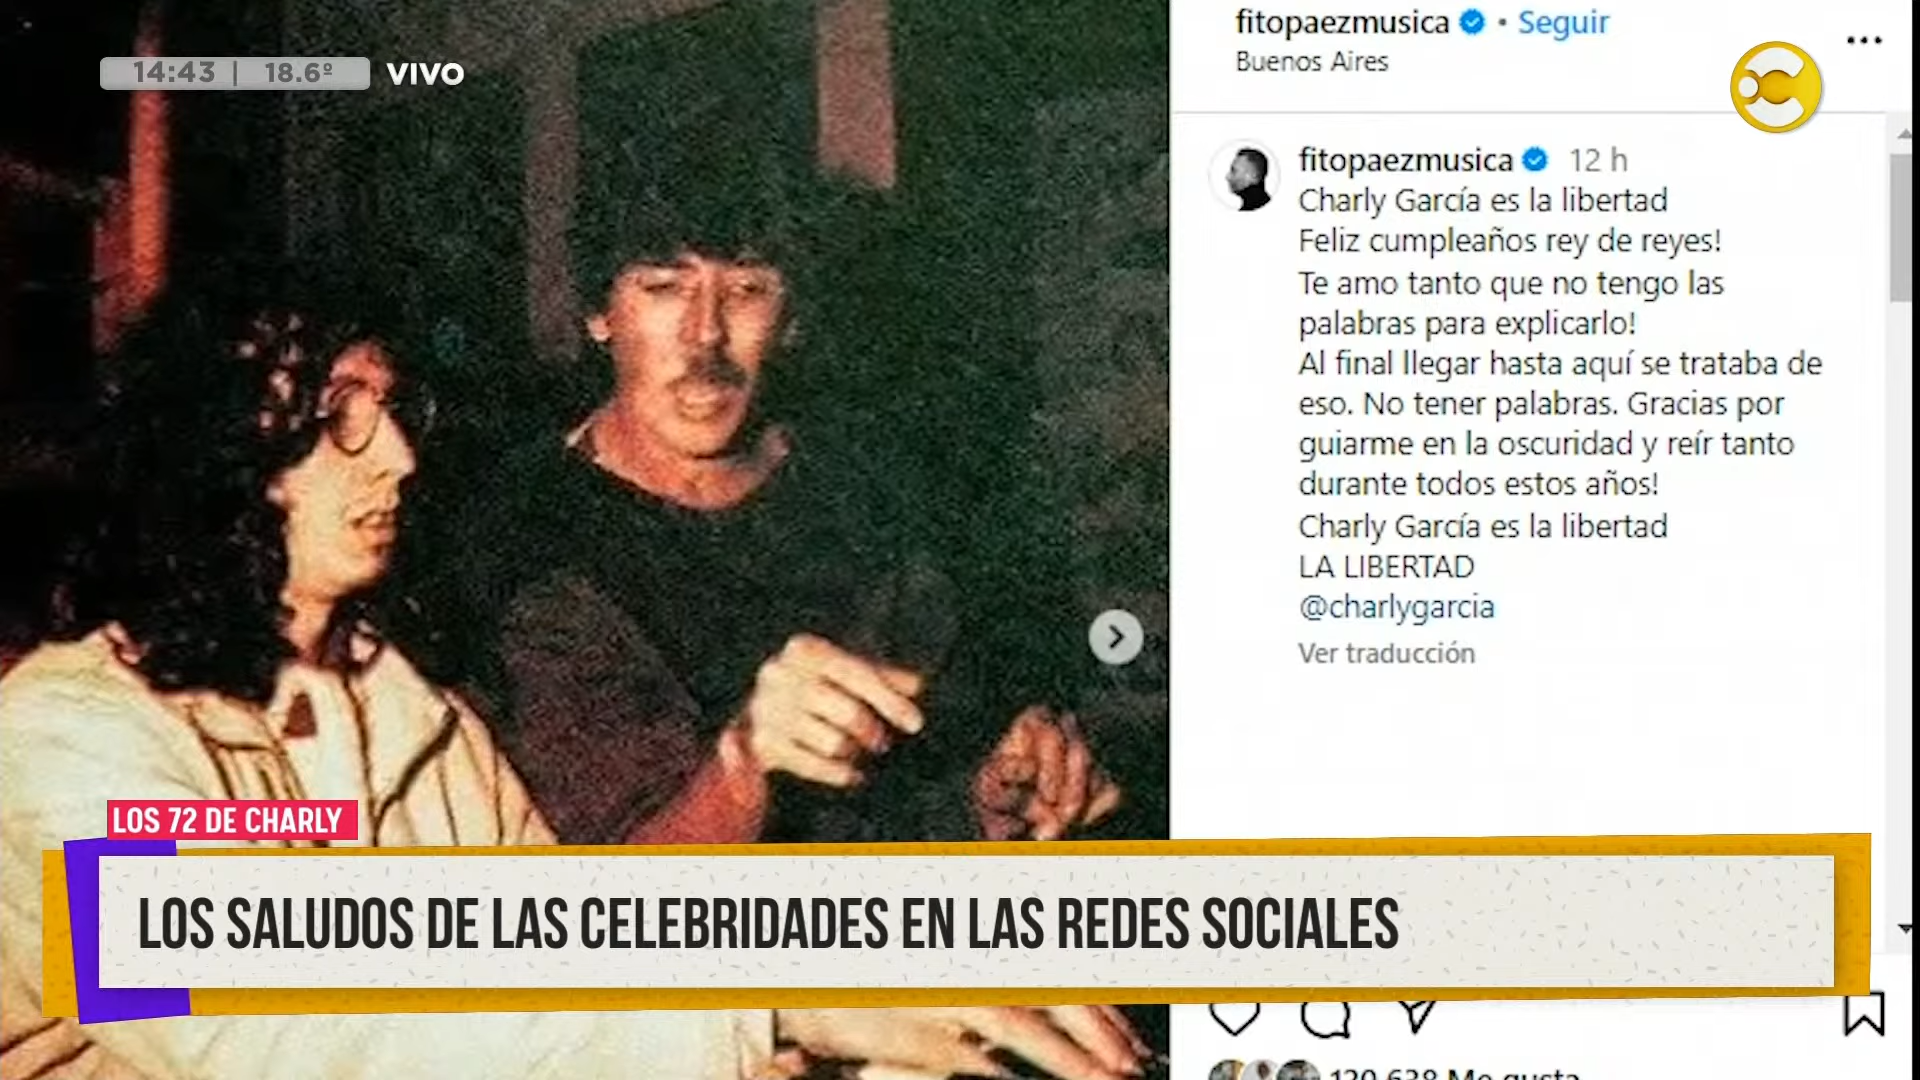 14:43 | 18.6º VIVO
fitopaezmusica • Seguir
Buenos Aires
fitopaezmusica 12 h
Charly García es la libertad
Feliz cumpleaños rey de reyes!
Te amo tanto que no tengo las
palabras para explicarlo!
Al final llegar hasta aquí se trataba de
eso. No tener palabras. Gracias por
guiarme en la oscuridad y reír tanto
durante todos estos años!
Charly García es la libertad
LA LIBERTAD
@charlygarcia
Ver traducción
LOS 72 DE CHARLY
LOS SALUDOS DE LAS CELEBRIDADES EN LAS REDES SOCIALES
120.638 Me gusta